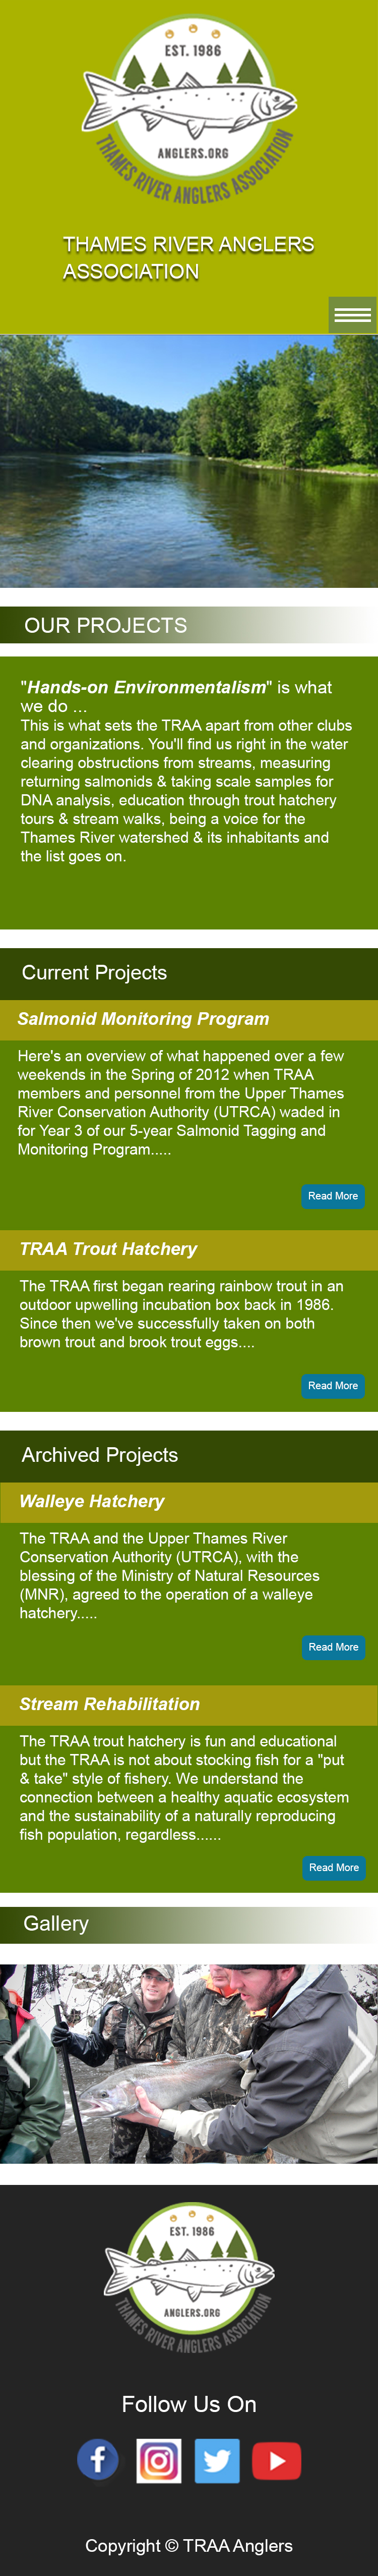 EST. 1986
ANGLERS.ORG
THAMES RIVER ANGLERS ASSOCIATION
THAMES RIVER ANGLERS
ASSOCIATION
OUR PROJECTS
"Hands-on Environmentalism" is what
we do ...
This is what sets the TRAA apart from other clubs
and organizations. You'll find us right in the water
clearing obstructions from streams, measuring
returning salmonids & taking scale samples for
DNA analysis, education through trout hatchery
tours & stream walks, being a voice for the
Thames River watershed & its inhabitants and
the list goes on.
Current Projects
Salmonid Monitoring Program
Here's an overview of what happened over a few
weekends in the Spring of 2012 when TRAA
members and personnel from the Upper Thames
River Conservation Authority (UTRCA) waded in
for Year 3 of our 5-year Salmonid Tagging and
Monitoring Program.....
Read More
TRAA Trout Hatchery
The TRAA first began rearing rainbow trout in an
outdoor upwelling incubation box back in 1986.
Since then we've successfully taken on both
brown trout and brook trout eggs....
Read More
Archived Projects
Walleye Hatchery
The TRAA and the Upper Thames River
Conservation Authority (UTRCA), with the
blessing of the Ministry of Natural Resources
(MNR), agreed to the operation of a walleye
hatchery.....
Read More
Stream Rehabilitation
The TRAA trout hatchery is fun and educational
but the TRAA is not about stocking fish for a "put
& take" style of fishery. We understand the
connection between a healthy aquatic ecosystem
and the sustainability of a naturally reproducing
fish population, regardless......
Read More
Gallery
EST. 1986
ANGLERS.ORG
THAMES RIVER ANGLERS ASSOCIATION
Follow Us On
Copyright © TRAA Anglers